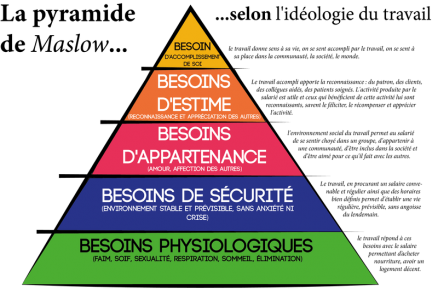 La pyramide
de Maslow...
...selon l'idéologie du travail
BESOIN
D'ACCOMPLISSEMENT
DE SOI
le travail donne sens à sa vie, on se sent accompli par le travail, on se sent à
sa place dans la communauté, la société, le monde.
BESOINS
D'ESTIME
(RECONNAISSANCE ET APPRÉCIATION DES AUTRES)
Le travail accompli apporte la reconnaissance : du patron, des clients,
des collègues aidés, des patients soignés. L'activité produite par le
salarié est utile et ceux qui bénéficient de cette activité lui sont
reconnaissants, savent le féliciter, le récompenser et apprécier
l'activité.
BESOINS
D'APPARTENANCE
(AMOUR, AFFECTION DES AUTRES)
l'environnement social du travail permet au salarié
de se sentir choyé dans un groupe, d'appartenir à
une communauté, d'être inclus dans la société et
d'être aimé pour ce qu'il fait avec les autres.
BESOINS DE SÉCURITÉ
(ENVIRONNEMENT STABLE ET PRÉVISIBLE, SANS ANXIÉTÉ NI
CRISE)
Le travail, en procurant un salaire conve-
nable et régulier ainsi que des horaires
bien définis permet d'établir une vie
régulière, prévisible, sans angoisse
du lendemain.
BESOINS PHYSIOLOGIQUES
(FAIM, SOIF, SEXUALITÉ, RESPIRATION, SOMMEIL, ÉLIMINATION)
le travail répond à ces
besoins avec le salaire
permettant d'acheter
nourriture, avoir un
logement décent.